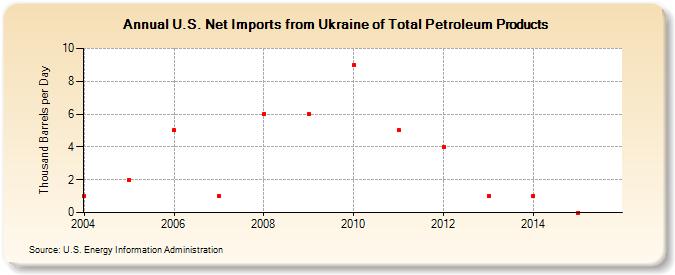 Annual U.S. Net Imports from Ukraine of Total Petroleum Products
Thousand Barrels per Day
10
8
6
4
2
0
2004 2006 2008 2010 2012 2014
Source: U.S. Energy Information Administration